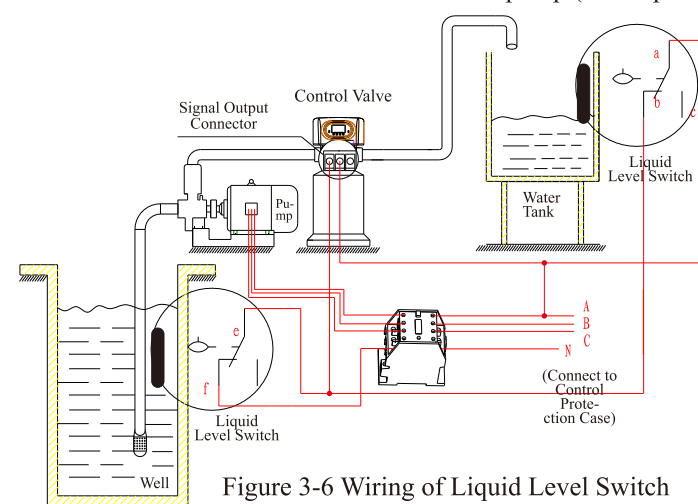 Control Valve
Signal Output
Connector
a
b
c
Liquid
Level Switch
Water
Tank
Pu-
mp
A
B
C
N
e
f
(Connect to
Control
Prote-
ction Case)
Liquid
Level Switch
Well
Figure 3-6 Wiring of Liquid Level Switch